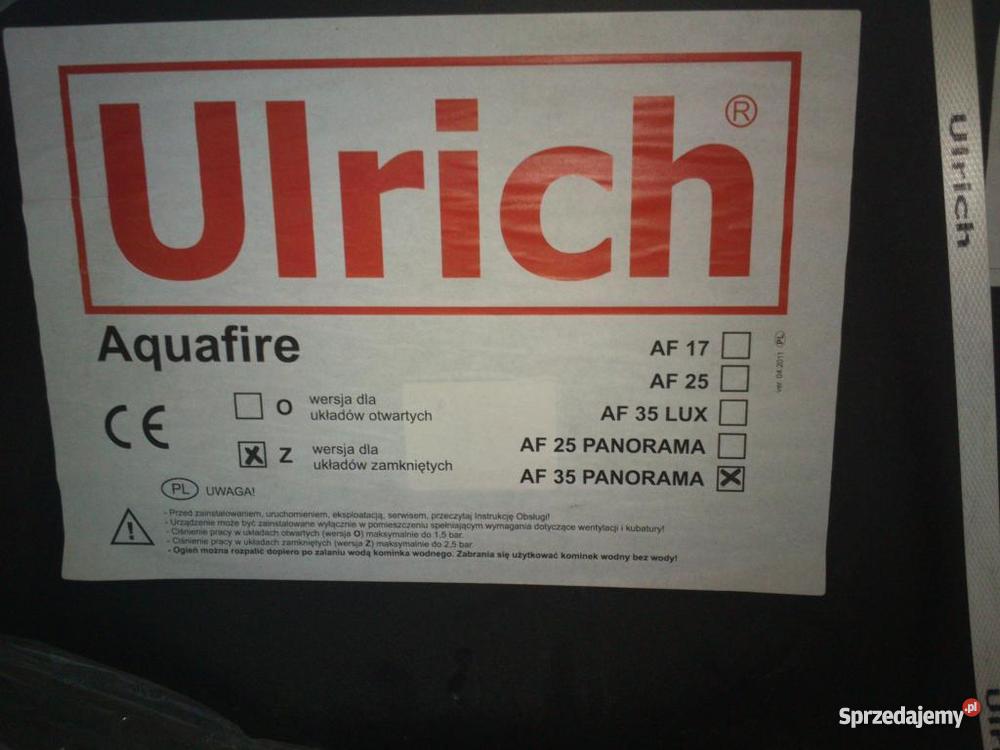 Ulrich®
Aquafire
AF 17
AF 25
AF 35 LUX
AF 25 PANORAMA
AF 35 PANORAMA
ver. 04.2011 PL
CE
O wersja dla
układów otwartych
Z wersja dla
układów zamkniętych
PL UWAGA!
- Przed zainstalowaniem, uruchomieniem, eksploatacją, serwisem, przeczytaj Instrukcję Obsługi!
- Urządzenie może być zainstalowane wyłącznie w pomieszczeniu spełniającym wymagania dotyczące wentylacji i kubatury!
- Ciśnienie pracy w układach otwartych (wersja O) maksymalnie do 1,5 bar.
- Ciśnienie pracy w układach zamkniętych (wersja Z) maksymalnie do 2,5 bar.
- Ogień można rozpalić dopiero po zalaniu wodą kominka wodnego. Zabrania się użytkować kominek wodny bez wody!
Ulrich
Sprzedajemy.pl